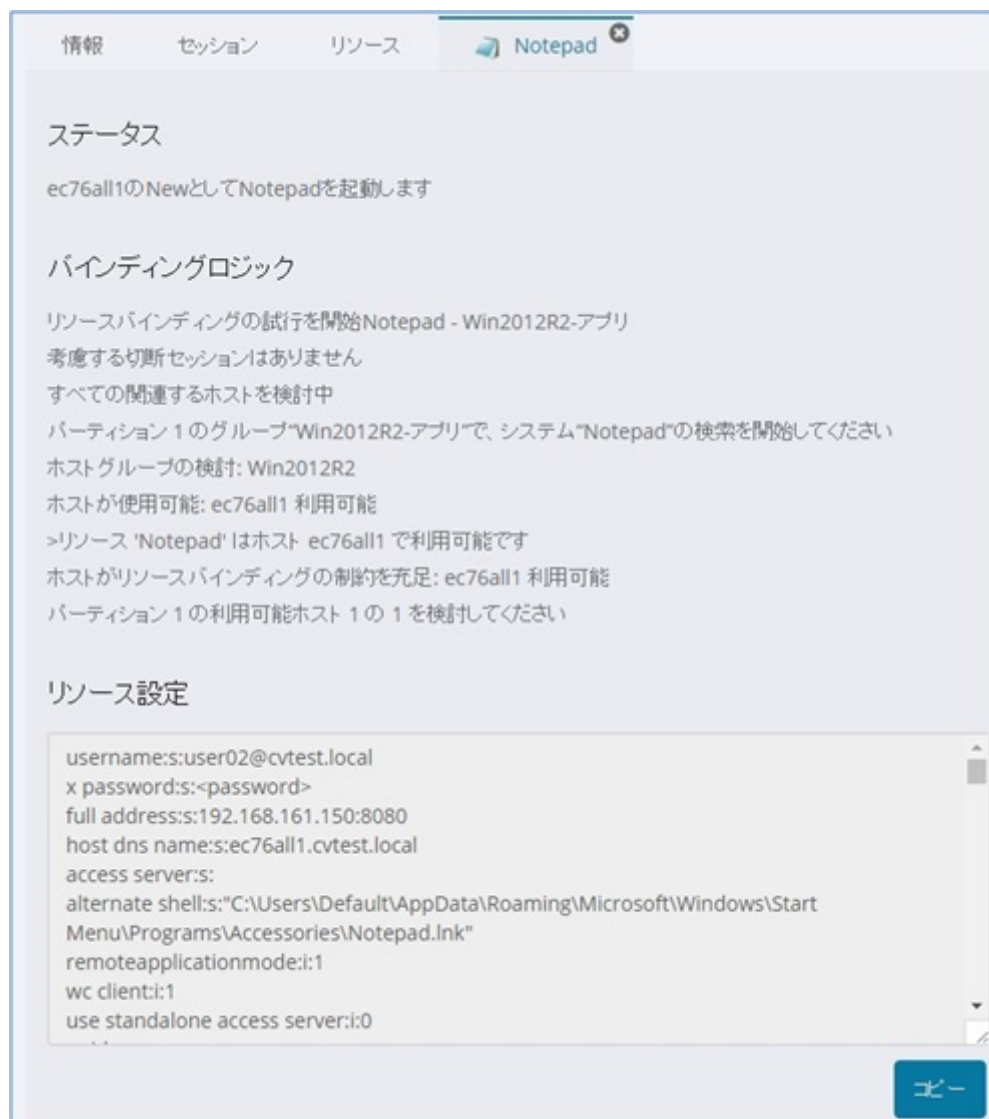 情報 セッション リソース Notepad
ステータス
ec76all1のNewとしてNotepadを起動します
バインディングロジック
リソースバインディングの試行を開始Notepad - Win2012R2-アプリ
考慮する切断セッションはありません
すべての関連するホストを検討中
パーティション 1 のグループ"Win2012R2-アプリ"で、システム"Notepad"の検索を開始してください
ホストグループの検討: Win2012R2
ホストが使用可能: ec76all1 利用可能
>リソース 'Notepad' はホスト ec76all1 で利用可能です
ホストがリソースバインディングの制約を充足: ec76all1 利用可能
パーティション 1 の利用可能ホスト 1 の 1 を検討してください
リソース設定
username:s:user02@cvtest.local
x password:s:<password>
full address:s:192.168.161.150:8080
host dns name:s:ec76all1.cvtest.local
access server:s:
alternate shell:s:"C:\Users\Default\AppData\Roaming\Microsoft\Windows\Start
Menu\Programs\Accessories\Notepad.lnk"
remoteapplicationmode:i:1
wc client:i:1
use standalone access server:i:0
コピー